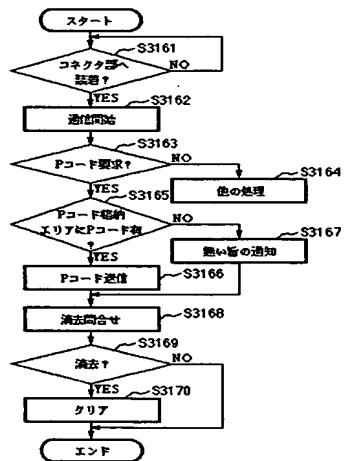 スタート
S3161
コネクタ部へ
装着?
NO
YES
S3162
通信開始
S3163
Pコード要求?
NO
S3164
他の処理
YES
S3165
Pコード格納
エリアにPコード有
?
NO
S3167
無い旨の通知
YES
Pコード送信
S3166
消去問合せ
S3168
S3169
消去?
NO
YES
S3170
クリア
エンド